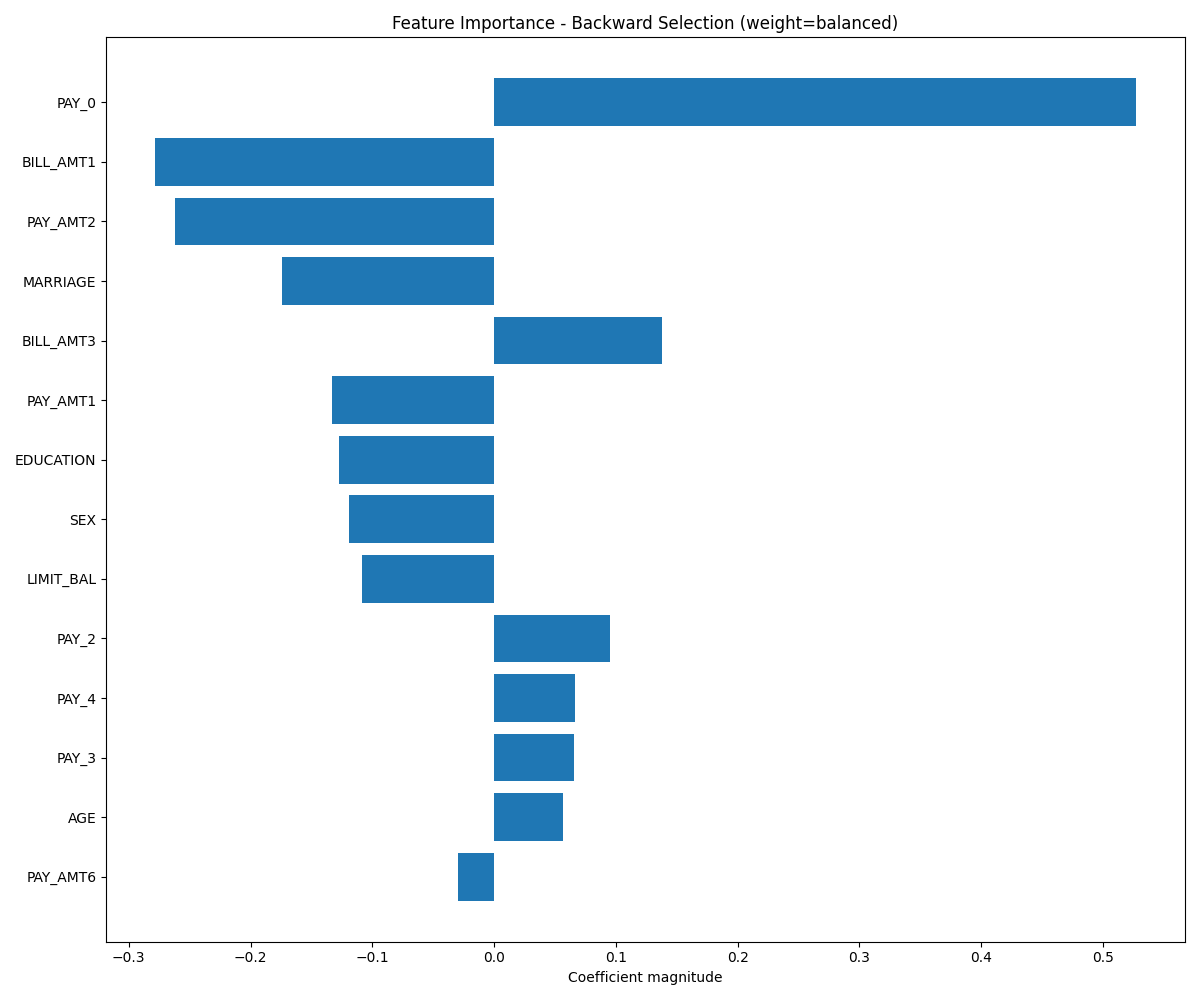 Feature Importance - Backward Selection (weight=balanced)
PAY_0
BILL_AMT1
PAY_AMT2
MARRIAGE
BILL_AMT3
PAY_AMT1
EDUCATION
SEX
LIMIT_BAL
PAY_2
PAY_4
PAY_3
AGE
PAY_AMT6
−0.3 −0.2 −0.1 0.0 0.1 0.2 0.3 0.4 0.5
Coefficient magnitude